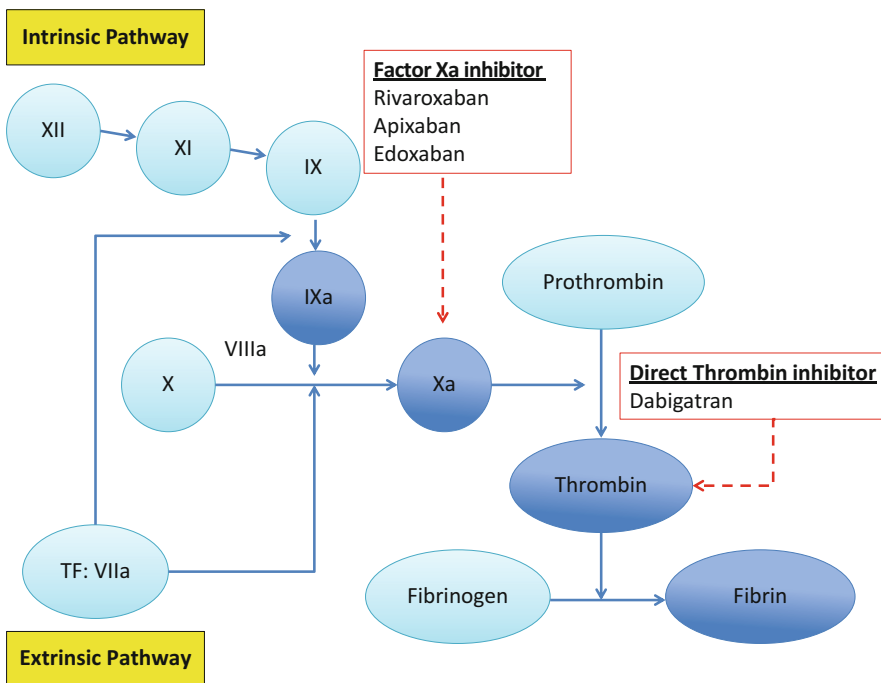 Intrinsic Pathway
Factor Xa inhibitor
Rivaroxaban
Apixaban
Edoxaban
XII
XI
IX
IXa
Prothrombin
VIIIa
X
Xa
Direct Thrombin inhibitor
Dabigatran
Thrombin
TF: VIIa
Fibrinogen
Fibrin
Extrinsic Pathway